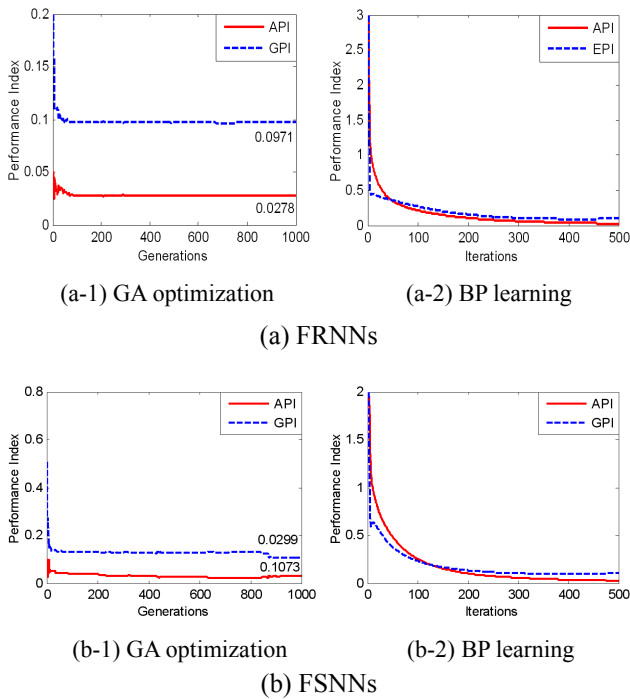 0.2
API
GPI
0.15
0.1
0.0971
0.05
0.0278
0
0 200 400 600 800 1000
Performance Index
Generations
3
API
EPI
2.5
2
1.5
1
0.5
0
0 100 200 300 400 500
Performance Index
Iterations
(a-1) GA optimization
(a-2) BP learning
(a) FRNNs
0.8
API
GPI
0.6
0.4
0.2
0.0299
0.1073
0
0 200 400 600 800 1000
Performance Index
Generations
2
API
GPI
1.5
1
0.5
0
0 100 200 300 400 500
Performance Index
Iterations
(b-1) GA optimization
(b-2) BP learning
(b) FSNNs